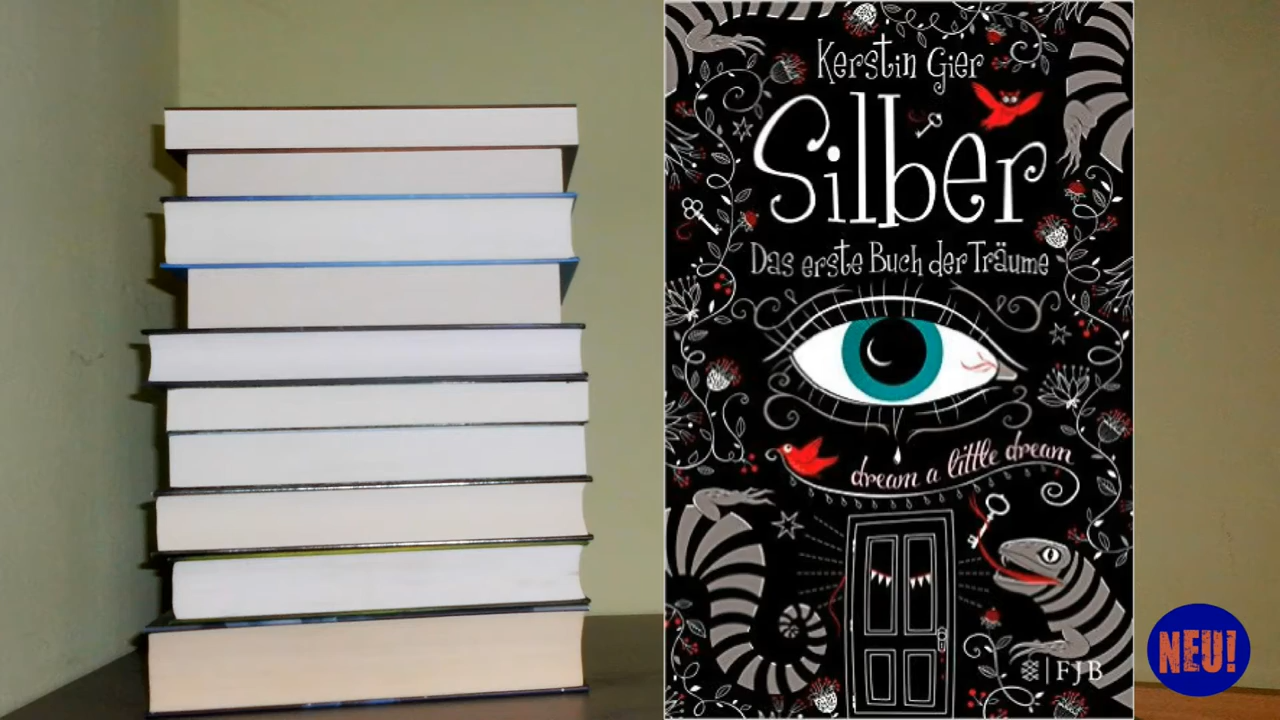 Kerstin Gier
Silber
Das erste Buch der Träume
dream a little dream
FJB
NEU!